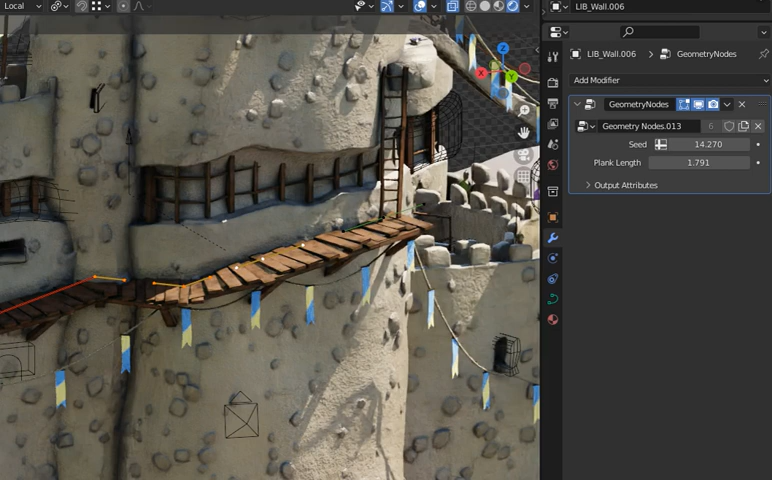 Local
LIB_Wall.006
X
Y
Z
LIB_Wall.006 > GeometryNodes
Add Modifier
GeometryNodes
Geometry Nodes.013 6
Seed 14.270
Plank Length 1.791
Output Attributes